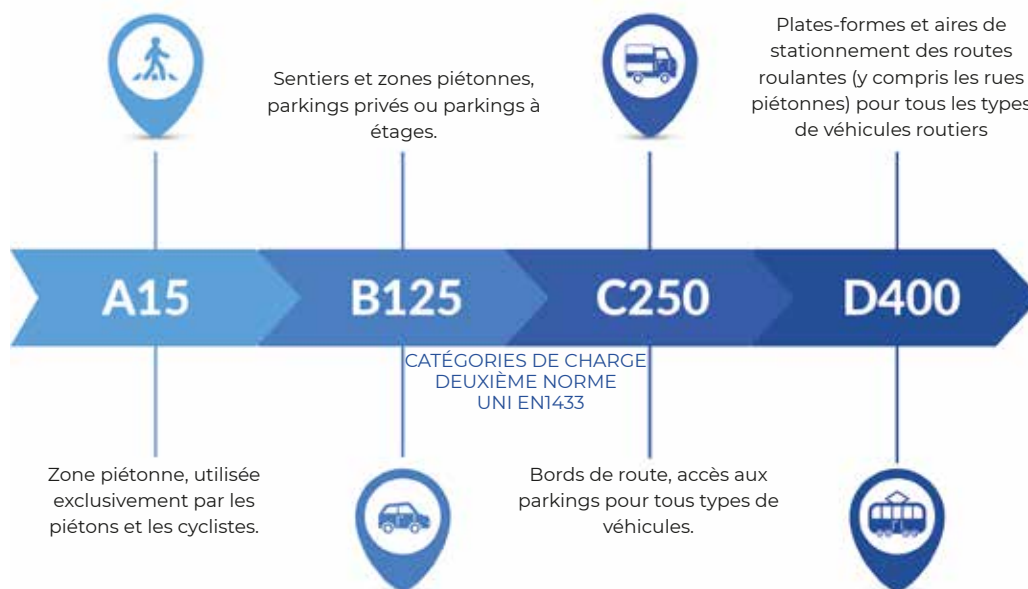 Sentiers et zones piétonnes,
parkings privés ou parkings à
étages.
Plates-formes et aires de
stationnement des routes
roulantes (y compris les rues
piétonnes) pour tous les types
de véhicules routiers
A15
B125
C250
D400
CATÉGORIES DE CHARGE
DEUXIÈME NORME
UNI EN1433
Zone piétonne, utilisée
exclusivement par les
piétons et les cyclistes.
Bords de route, accès aux
parkings pour tous types de
véhicules.